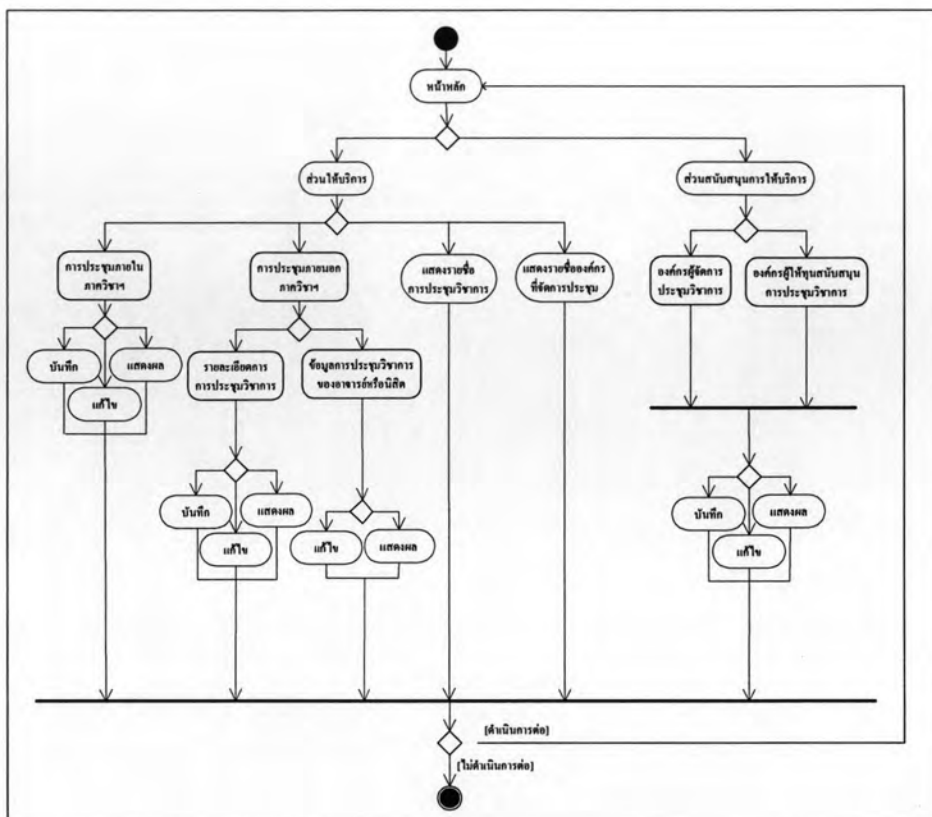 หน้าหลัก
ส่วนให้บริการ
ส่วนสนับสนุนการให้บริการ
การประชุมภายใน
ภาควิชาฯ
การประชุมภายนอก
ภาควิชาฯ
แสดงรายชื่อ
การประชุมวิชาการ
แสดงรายชื่อองค์กร
ที่จัดการประชุม
องค์กรผู้จัดการ
ประชุมวิชาการ
องค์กรผู้ให้ทุนสนับสนุน
การประชุมวิชาการ
บันทึก
แสดงผล
แก้ไข
รายละเอียดการ
การประชุมวิชาการ
ข้อมูลการประชุมวิชาการ
ของอาจารย์หรือนิสิต
บันทึก
แสดงผล
แก้ไข
แก้ไข
แสดงผล
บันทึก
แสดงผล
แก้ไข
[ดำเนินการต่อ]
[ไม่ดำเนินการต่อ]